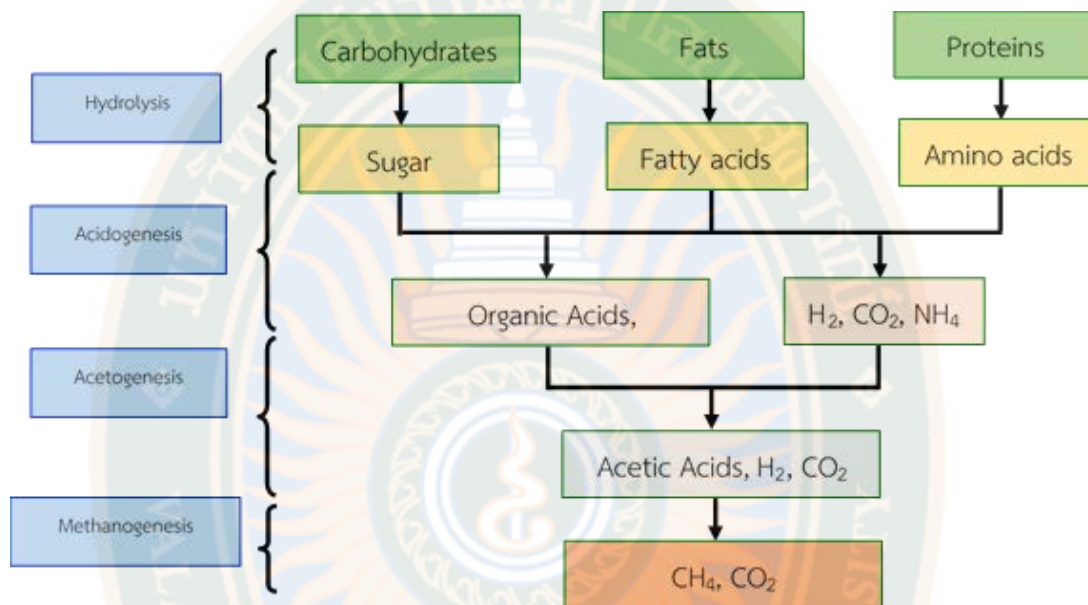 Carbohydrates
Fats
Proteins
Hydrolysis
Sugar
Fatty acids
Amino acids
Acidogenesis
Organic Acids,
H₂, CO₂, NH₄
Acetogenesis
Acetic Acids, H₂, CO₂
Methanogenesis
CH₄, CO₂